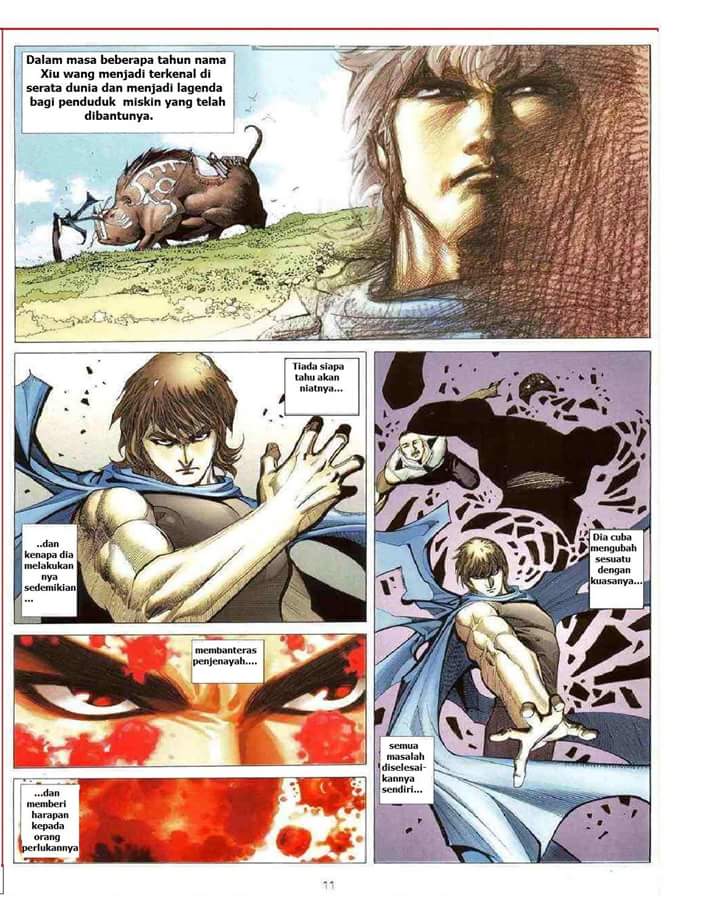 Dalam masa beberapa tahun nama
Xiu wang menjadi terkenal di
serata dunia dan menjadi lagenda
bagi penduduk miskin yang telah
dibantunya.
Tiada siapa
tahu akan
niatnya...
..dan
kenapa dia
melakukan
nya
sedemikian
...
Dia cuba
mengubah
sesuatu
dengan
kuasanya...
membanteras
penjenayah....
semua
masalah
diselesai-
kannya
sendiri...
...dan
memberi
harapan
kepada
orang
perlukannya
11